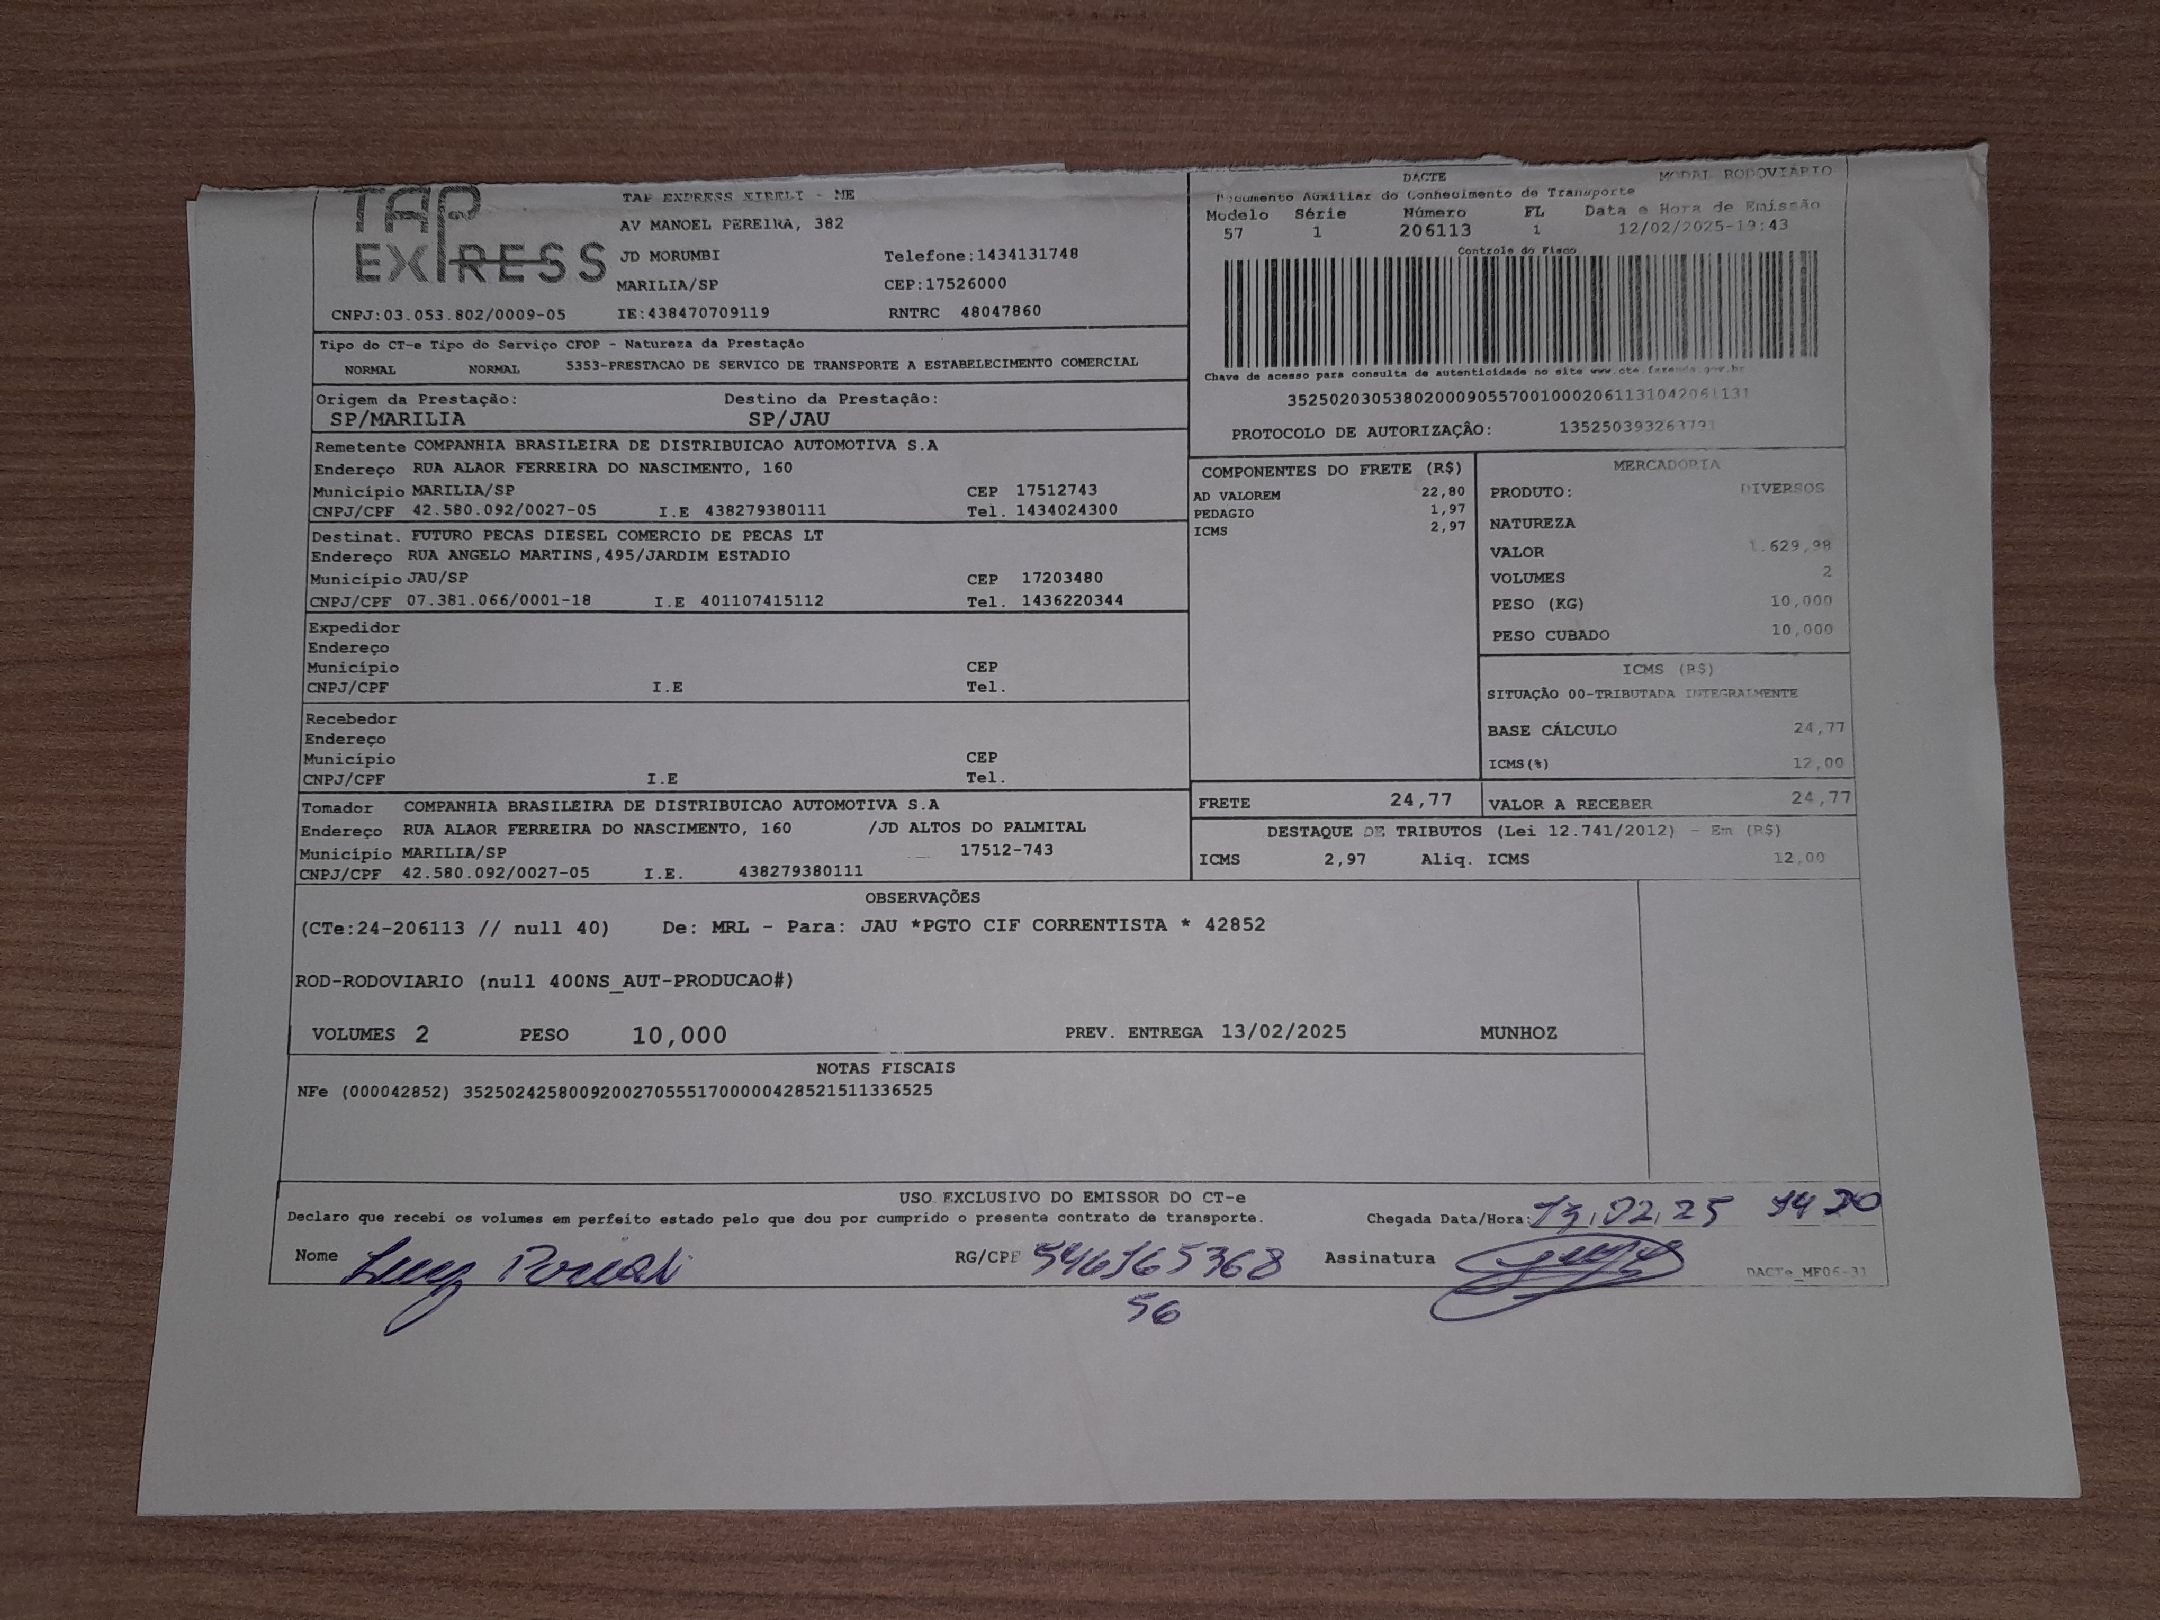 TAP
EXPRESS
TAP EXPRESS EIRELI - ME
AV MANOEL PEREIRA, 382
JD MORUMBI Telefone:1434131748
MARILIA/SP CEP:17526000
CNPJ:03.053.802/0009-05 IE:438470709119 RNTRC 48047860
DACTE MODAL RODOVIARIO
Documento Auxiliar do Conhecimento de Transporte
Modelo Série Número FL Data e Hora de Emissão
57 1 206113 1 12/02/2025-19:43
Controle do Fisco
Chave de acesso para consulta de autenticidade no site www.cte.fazenda.gov.br
35250203053802000905570010002061131042061131
PROTOCOLO DE AUTORIZAÇÃO:
Tipo do CT-e Tipo do Serviço CFOP - Natureza da Prestação
NORMAL NORMAL 5353-PRESTACAO DE SERVICO DE TRANSPORTE A ESTABELECIMENTO COMERCIAL
Origem da Prestação: Destino da Prestação:
SP/MARILIA SP/JAU
Remetente COMPANHIA BRASILEIRA DE DISTRIBUICAO AUTOMOTIVA S.A
Endereço RUA ALAOR FERREIRA DO NASCIMENTO, 160
Município MARILIA/SP CEP 17512743
CNPJ/CPF 42.580.092/0027-05 I.E 438279380111 Tel. 1434024300
Destinat. FUTURO PECAS DIESEL COMERCIO DE PECAS LT
Endereço RUA ANGELO MARTINS,495/JARDIM ESTADIO
Município JAU/SP CEP 17203480
CNPJ/CPF 07.381.066/0001-18 I.E 401107415112 Tel. 1436220344
Expedidor
Endereço
Município CEP
CNPJ/CPF I.E Tel.
Recebedor
Endereço
Município CEP
CNPJ/CPF I.E Tel.
Tomador COMPANHIA BRASILEIRA DE DISTRIBUICAO AUTOMOTIVA S.A
Endereço RUA ALAOR FERREIRA DO NASCIMENTO, 160 /JD ALTOS DO PALMITAL
Município MARILIA/SP 17512-743
CNPJ/CPF 42.580.092/0027-05 I.E. 438279380111
COMPONENTES DO FRETE (R$)
AD VALOREM 22,80
PEDAGIO 1,97
ICMS 2,97
MERCADORIA
PRODUTO: DIVERSOS
NATUREZA
VALOR 1.629,98
VOLUMES 2
PESO (KG) 10,000
PESO CUBADO 10,000
ICMS (R$)
SITUAÇÃO 00-TRIBUTADA INTEGRALMENTE
BASE CÁLCULO 24,77
ICMS(%) 12,00
FRETE 24,77 VALOR A RECEBER 24,77
DESTAQUE DE TRIBUTOS (Lei 12.741/2012) - Em (R$)
ICMS 2,97 Aliq. ICMS 12,00
OBSERVAÇÕES
(CTe:24-206113 // null 40) De: MRL - Para: JAU *PGTO CIF CORRENTISTA * 42852
ROD-RODOVIARIO (null 400NS_AUT-PRODUCAO#)
VOLUMES 2 PESO 10,000 PREV. ENTREGA 13/02/2025 MUNHOZ
NOTAS FISCAIS
NFe (000042852) 35250242580092002705551700000428521511336525
USO EXCLUSIVO DO EMISSOR DO CT-e
Declaro que recebi os volumes em perfeito estado pelo que dou por cumprido o presente contrato de transporte. Chegada Data/Hora: 13,02,25 14 20
Nome RG/CPF 546165368 Assinatura DACTe_MF06-31
56